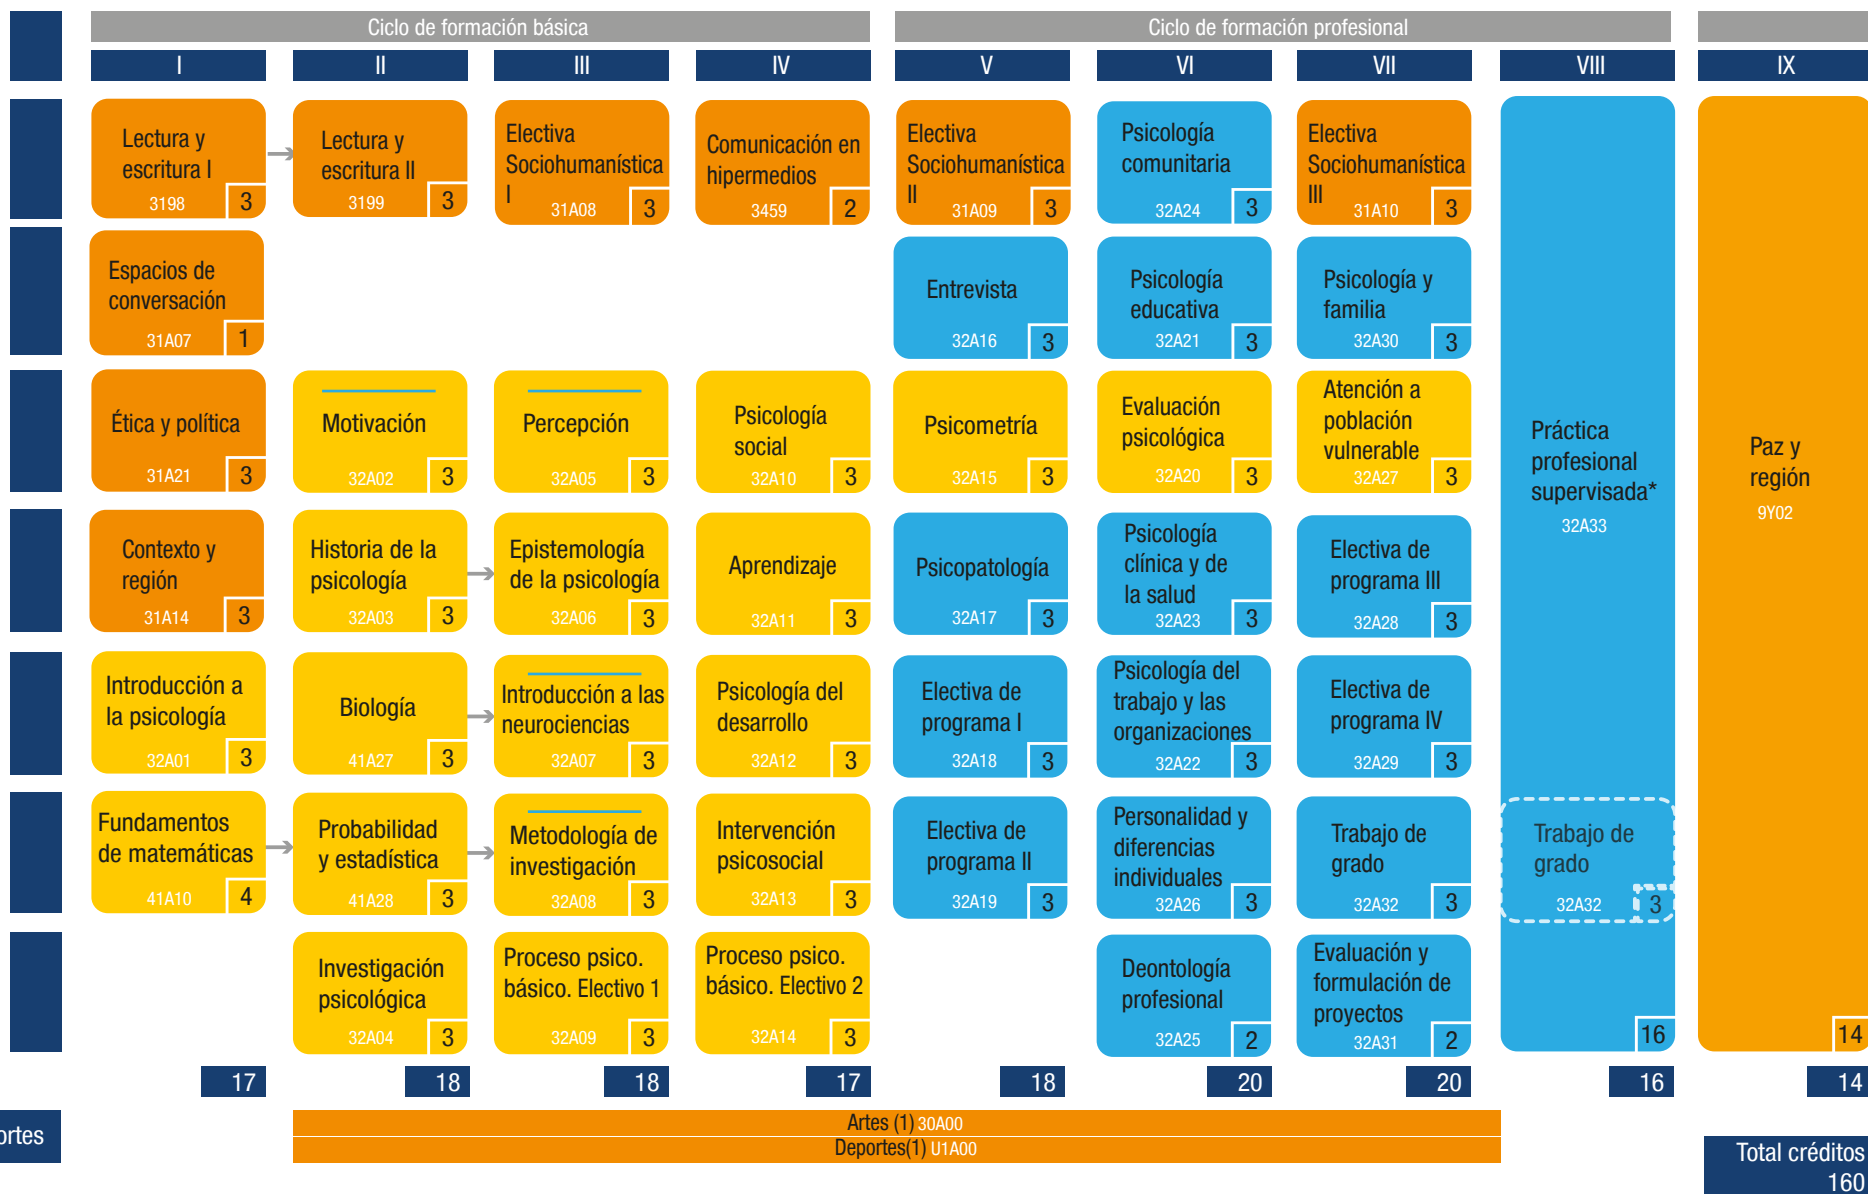 Ciclo de formación básica
Ciclo de formación profesional
I
II
III
IV
V
VI
VII
VIII
IX
Lectura y
escritura I
3198
3
Lectura y
escritura II
3199
3
Electiva
Sociohumanística
I
31A08
3
Comunicación en
hipermedios
3459
2
Electiva
Sociohumanística
II
31A09
3
Psicología
comunitaria
32A24
3
Electiva
Sociohumanística
III
31A10
3
Espacios de
conversación
31A07
1
Entrevista
32A16
3
Psicología
educativa
32A21
3
Psicología y
familia
32A30
3
Ética y política
31A21
3
Motivación
32A02
3
Percepción
32A05
3
Psicología
social
32A10
3
Psicometría
32A15
3
Evaluación
psicológica
32A20
3
Atención a
población
vulnerable
32A27
3
Práctica
profesional
supervisada*
32A33
Paz y
región
9Y02
Contexto y
región
31A14
3
Historia de la
psicología
32A03
3
Epistemología
de la psicología
32A06
3
Aprendizaje
32A11
3
Psicopatología
32A17
3
Psicología
clínica y de
la salud
32A23
3
Electiva de
programa III
32A28
3
Introducción a
la psicología
32A01
3
Biología
41A27
3
Introducción a las
neurociencias
32A07
3
Psicología del
desarrollo
32A12
3
Electiva de
programa I
32A18
3
Psicología del
trabajo y las
organizaciones
32A22
3
Electiva de
programa IV
32A29
3
Fundamentos
de matemáticas
41A10
4
Probabilidad
y estadística
41A28
3
Metodología de
investigación
32A08
3
Intervención
psicosocial
32A13
3
Electiva de
programa II
32A19
3
Personalidad y
diferencias
individuales
32A26
3
Trabajo de
grado
32A32
3
Trabajo de
grado
32A32
3
Investigación
psicológica
32A04
3
Proceso psico.
básico. Electivo 1
32A09
3
Proceso psico.
básico. Electivo 2
32A14
3
Deontología
profesional
32A25
2
Evaluación y
formulación de
proyectos
32A31
2
16
14
17
18
18
17
18
20
20
16
14
ortes
Artes (1) 30A00
Deportes(1) U1A00
Total créditos
160